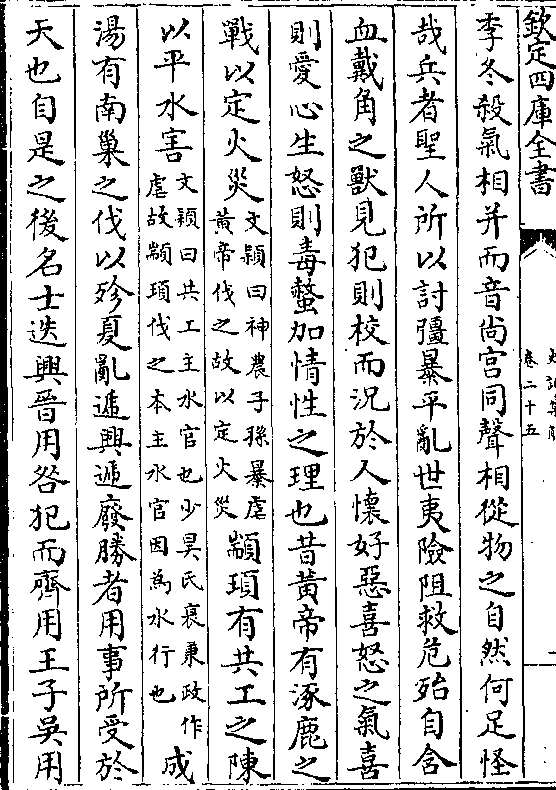 欽定四庫全書
卷二十五
季冬殺氣相并而音尚宮同聲相從物之自然何足怪
哉兵者聖人所以討彊暴平亂世夷險阻救危殆自含
血戴角之獸見犯則校而況於人懷好惡喜怒之氣喜
則愛心生怒則毒螫加情性之理也昔黄帝有涿鹿之
戰以定火災文穎曰神農子孫暴虐黃帝伐之故以定火災顓頊有共工之陳
以平水害文穎曰共工主水官也少昊氏衰秉政作虐故顓頊伐之本主水官因為水行也成
湯有南巢之伐以殄夏亂遞興遞廢勝者用事所受於
天也自是之後名士迭興晉用咎犯而齊用王子吳用